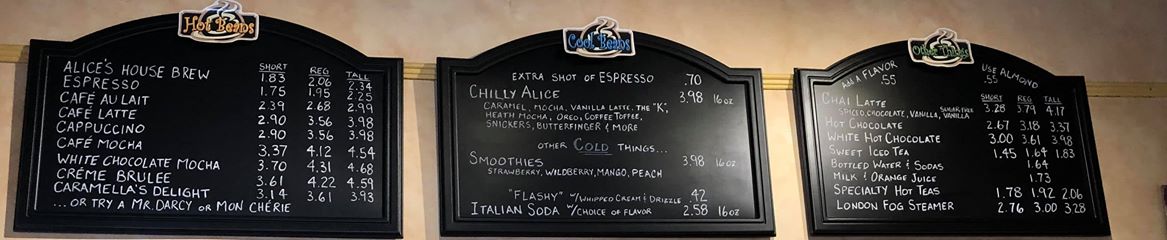 Hot Beans
SHORT REG TALL
ALICE'S HOUSE BREW 1.83 2.06 2.34
ESPRESSO 1.75 1.95 2.25
CAFÉ AU LAIT 2.39 2.68 2.99
CAFÉ LATTE 2.90 3.56 3.98
CAPPUCCINO 2.90 3.56 3.98
CAFÉ MOCHA 3.37 4.12 4.54
WHITE CHOCOLATE MOCHA 3.70 4.31 4.68
CRÉME BRULEE 3.61 4.22 4.59
CARAMELLA'S DELIGHT 3.14 3.61 3.93
... OR TRY A MR. DARCY OR MON CHÉRIE
Cool Beans
EXTRA SHOT OF ESPRESSO .70
CHILLY ALICE 3.98 16 oz
CARAMEL, MOCHA, VANILLA LATTE, THE "K",
HEATH MOCHA, OREO, COFFEE TOFFEE,
SNICKERS, BUTTERFINGER & MORE
OTHER COLD THINGS...
SMOOTHIES 3.98 16 oz
STRAWBERRY, WILDBERRY, MANGO, PEACH
"FLASHY" W/WHIPPED CREAM & DRIZZLE .42
ITALIAN SODA W/CHOICE OF FLAVOR 2.58 16 oz
Other Things
ADD A FLAVOR .55
USE ALMOND .55
SHORT REG TALL
CHAI LATTE 3.28 3.79 4.17
SPICED, CHOCOLATE, VANILLA, SUGAR FREE VANILLA
HOT CHOCOLATE 2.67 3.18 3.37
WHITE HOT CHOCOLATE 3.00 3.61 3.98
SWEET ICED TEA 1.45 1.64 1.83
BOTTLED WATER & SODAS 1.64
MILK & ORANGE JUICE 1.73
SPECIALTY HOT TEAS 1.78 1.92 2.06
LONDON FOG STEAMER 2.76 3.00 3.28